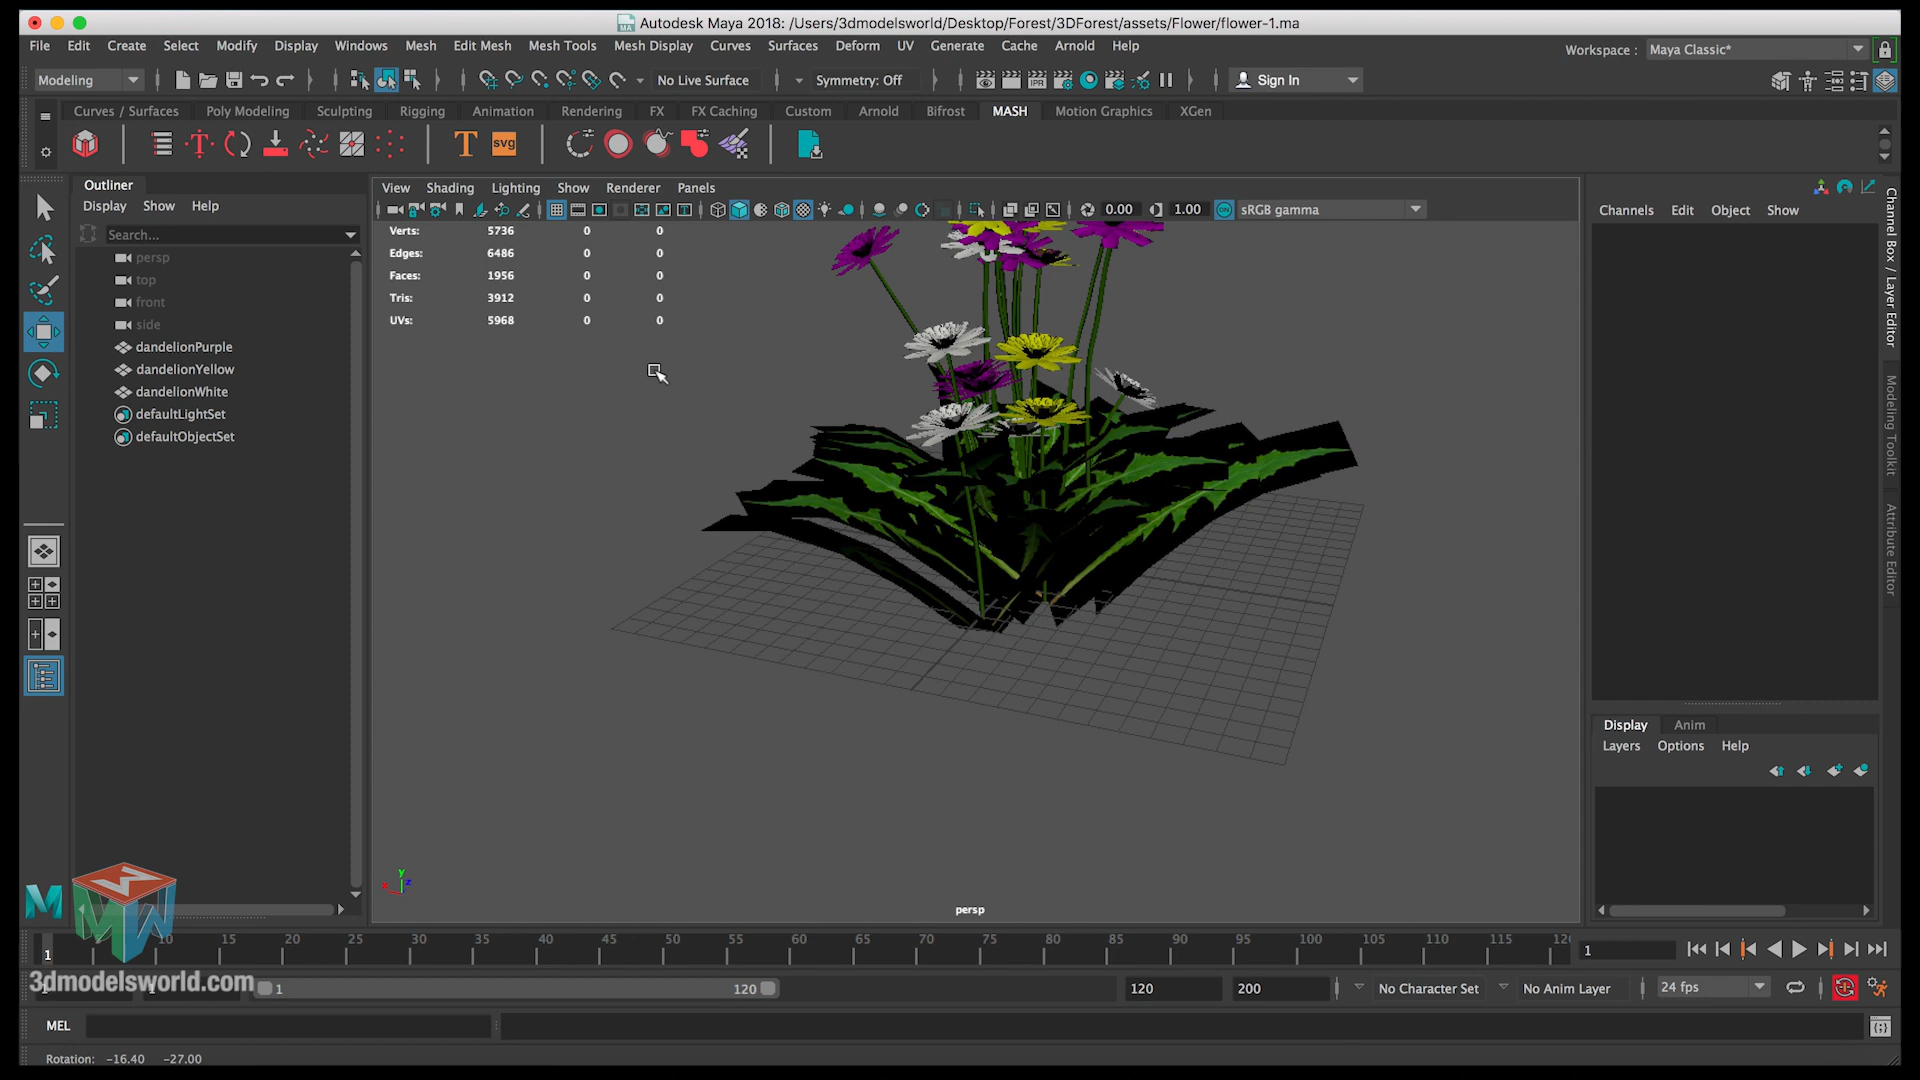 Autodesk Maya 2018: /Users/3dmodelsworld/Desktop/Forest/3DForest/assets/Flower/flower-1.ma
File Edit Create Select Modify Display Windows Mesh Edit Mesh Mesh Tools Mesh Display Curves Surfaces Deform UV Generate Cache Arnold Help
Workspace : Maya Classic*
Modeling No Live Surface Symmetry: Off IPR Sign In
Curves / Surfaces Poly Modeling Sculpting Rigging Animation Rendering FX FX Caching Custom Arnold Bifrost MASH Motion Graphics XGen
T svg
Outliner
Display Show Help
Search...
persp
top
front
side
dandelionPurple
dandelionYellow
dandelionWhite
defaultLightSet
defaultObjectSet
View Shading Lighting Show Renderer Panels
0.00 1.00 ON sRGB gamma
Verts: 5736 0 0
Edges: 6486 0 0
Faces: 1956 0 0
Tris: 3912 0 0
UVs: 5968 0 0
y
x z
persp
Channels Edit Object Show
Channel Box / Layer Editor
Modeling Toolkit
Attribute Editor
Display Anim
Layers Options Help
M MW
1 10 15 20 25 30 35 40 45 50 55 60 65 70 75 80 85 90 95 100 105 110 115 1
3dmodelsworld.com
1 120 120 200 No Character Set No Anim Layer 24 fps
MEL
Rotation: -16.40 -27.00